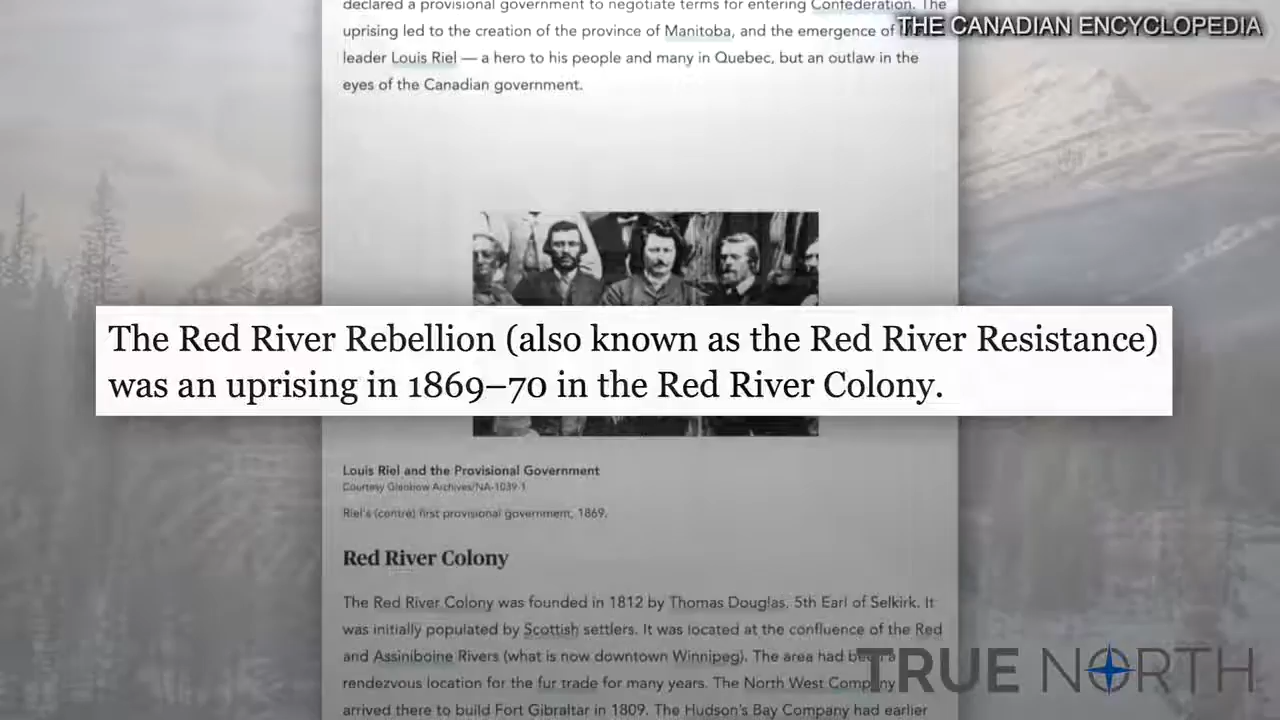 declared a provisional government to negotiate terms for entering Confederation. The
THE CANADIAN ENCYCLOPEDIA
uprising led to the creation of the province of Manitoba, and the emergence of
leader Louis Riel — a hero to his people and many in Quebec, but an outlaw in the
eyes of the Canadian government.
The Red River Rebellion (also known as the Red River Resistance)
was an uprising in 1869–70 in the Red River Colony.
Louis Riel and the Provisional Government
Courtesy Glenbow Archives/NA-1039-1
Riel's (centre) first provisional government, 1869.
Red River Colony
The Red River Colony was founded in 1812 by Thomas Douglas, 5th Earl of Selkirk. It
was initially populated by Scottish settlers. It was located at the confluence of the Red
and Assiniboine Rivers (what is now downtown Winnipeg). The area had been a
rendezvous location for the fur trade for many years. The North West Company
arrived there to build Fort Gibraltar in 1809. The Hudson's Bay Company had earlier
TRUE NORTH